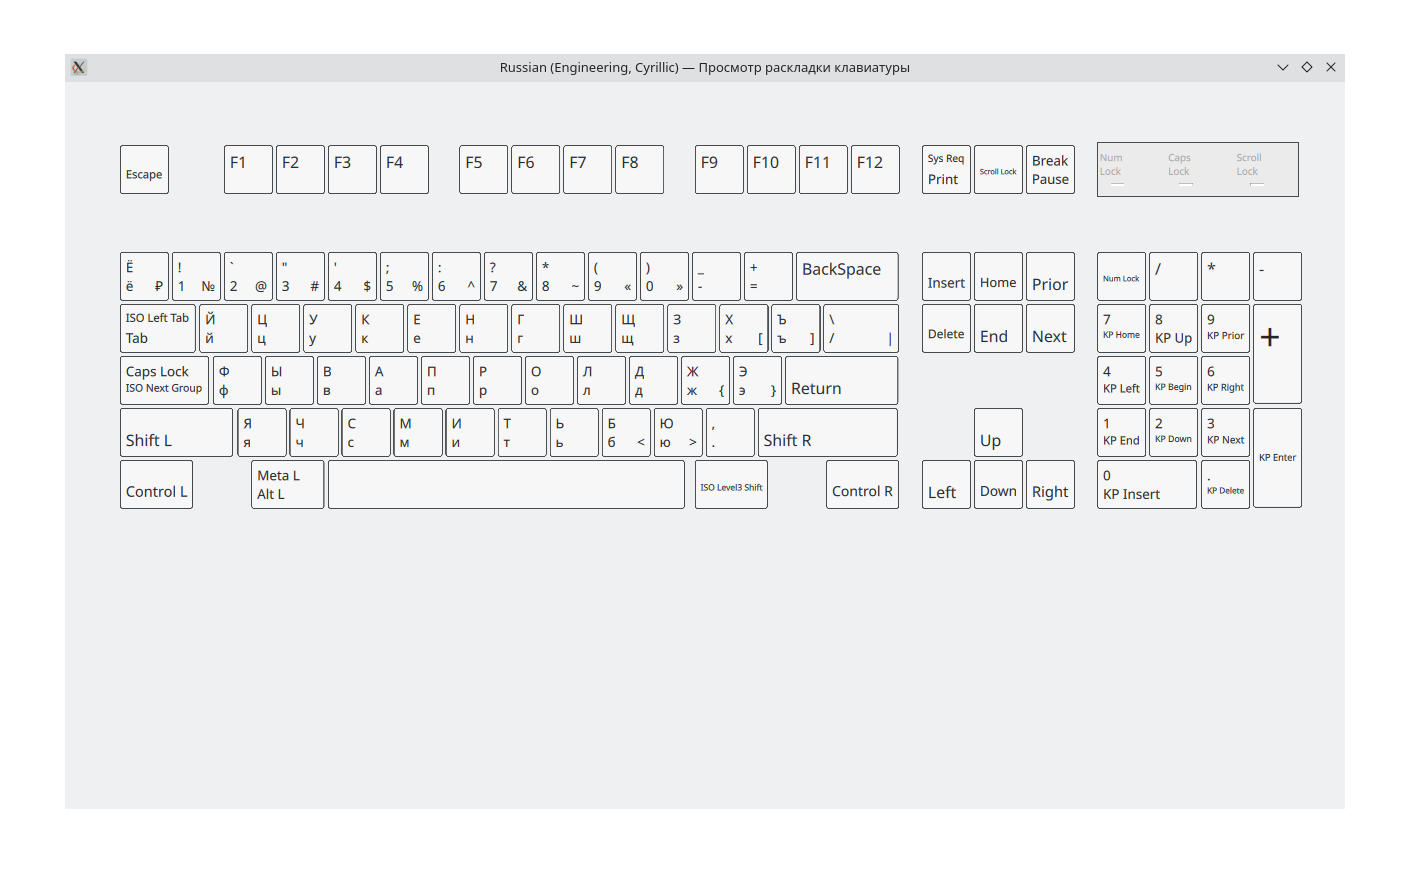 Russian (Engineering, Cyrillic) — Просмотр раскладки клавиатуры
Escape
F1
F2
F3
F4
F5
F6
F7
F8
F9
F10
F11
F12
Sys Req
Print
Scroll Lock
Break
Pause
Num
Lock
Caps
Lock
Scroll
Lock
Ё
ё ₽
!
1 №
`
2 @
"
3 #
'
4 $
;
5 %
:
6 ^
?
7 &
*
8 ~
(
9 «
)
0 »
_
-
+
=
BackSpace
Insert
Home
Prior
Num Lock
/
*
-
ISO Left Tab
Tab
Й
й
Ц
ц
У
у
К
к
Е
е
Н
н
Г
г
Ш
ш
Щ
щ
З
з
Х
х [
Ъ
ъ ]
\
/ |
Delete
End
Next
7
KP Home
8
KP Up
9
KP Prior
+
Caps Lock
ISO Next Group
Ф
ф
Ы
ы
В
в
А
а
П
п
Р
р
О
о
Л
л
Д
д
Ж
ж {
Э
э }
Return
4
KP Left
5
KP Begin
6
KP Right
Shift L
Я
я
Ч
ч
С
с
М
м
И
и
Т
т
Ь
ь
Б
б <
Ю
ю >
,
.
Shift R
Up
1
KP End
2
KP Down
3
KP Next
KP Enter
Control L
Meta L
Alt L
ISO Level3 Shift
Control R
Left
Down
Right
0
KP Insert
.
KP Delete